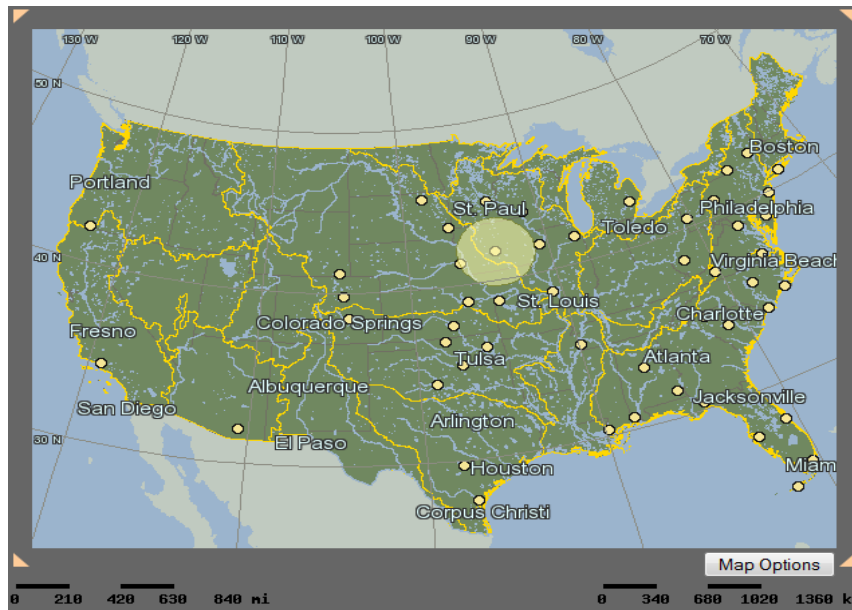 130 W 120 W 110 W 100 W 90 W 80 W 70 W
50 N
Boston
Portland
St. Paul
Philadelphia
Toledo
40 N
Virginia Beach
St. Louis
Charlotte
Colorado Springs
Fresno
Tulsa
Atlanta
Albuquerque
Jacksonville
San Diego
Arlington
30 N
El Paso
Houston
Miam
Corpus Christi
Map Options
0 210 420 630 840 mi 0 340 680 1020 1360 k